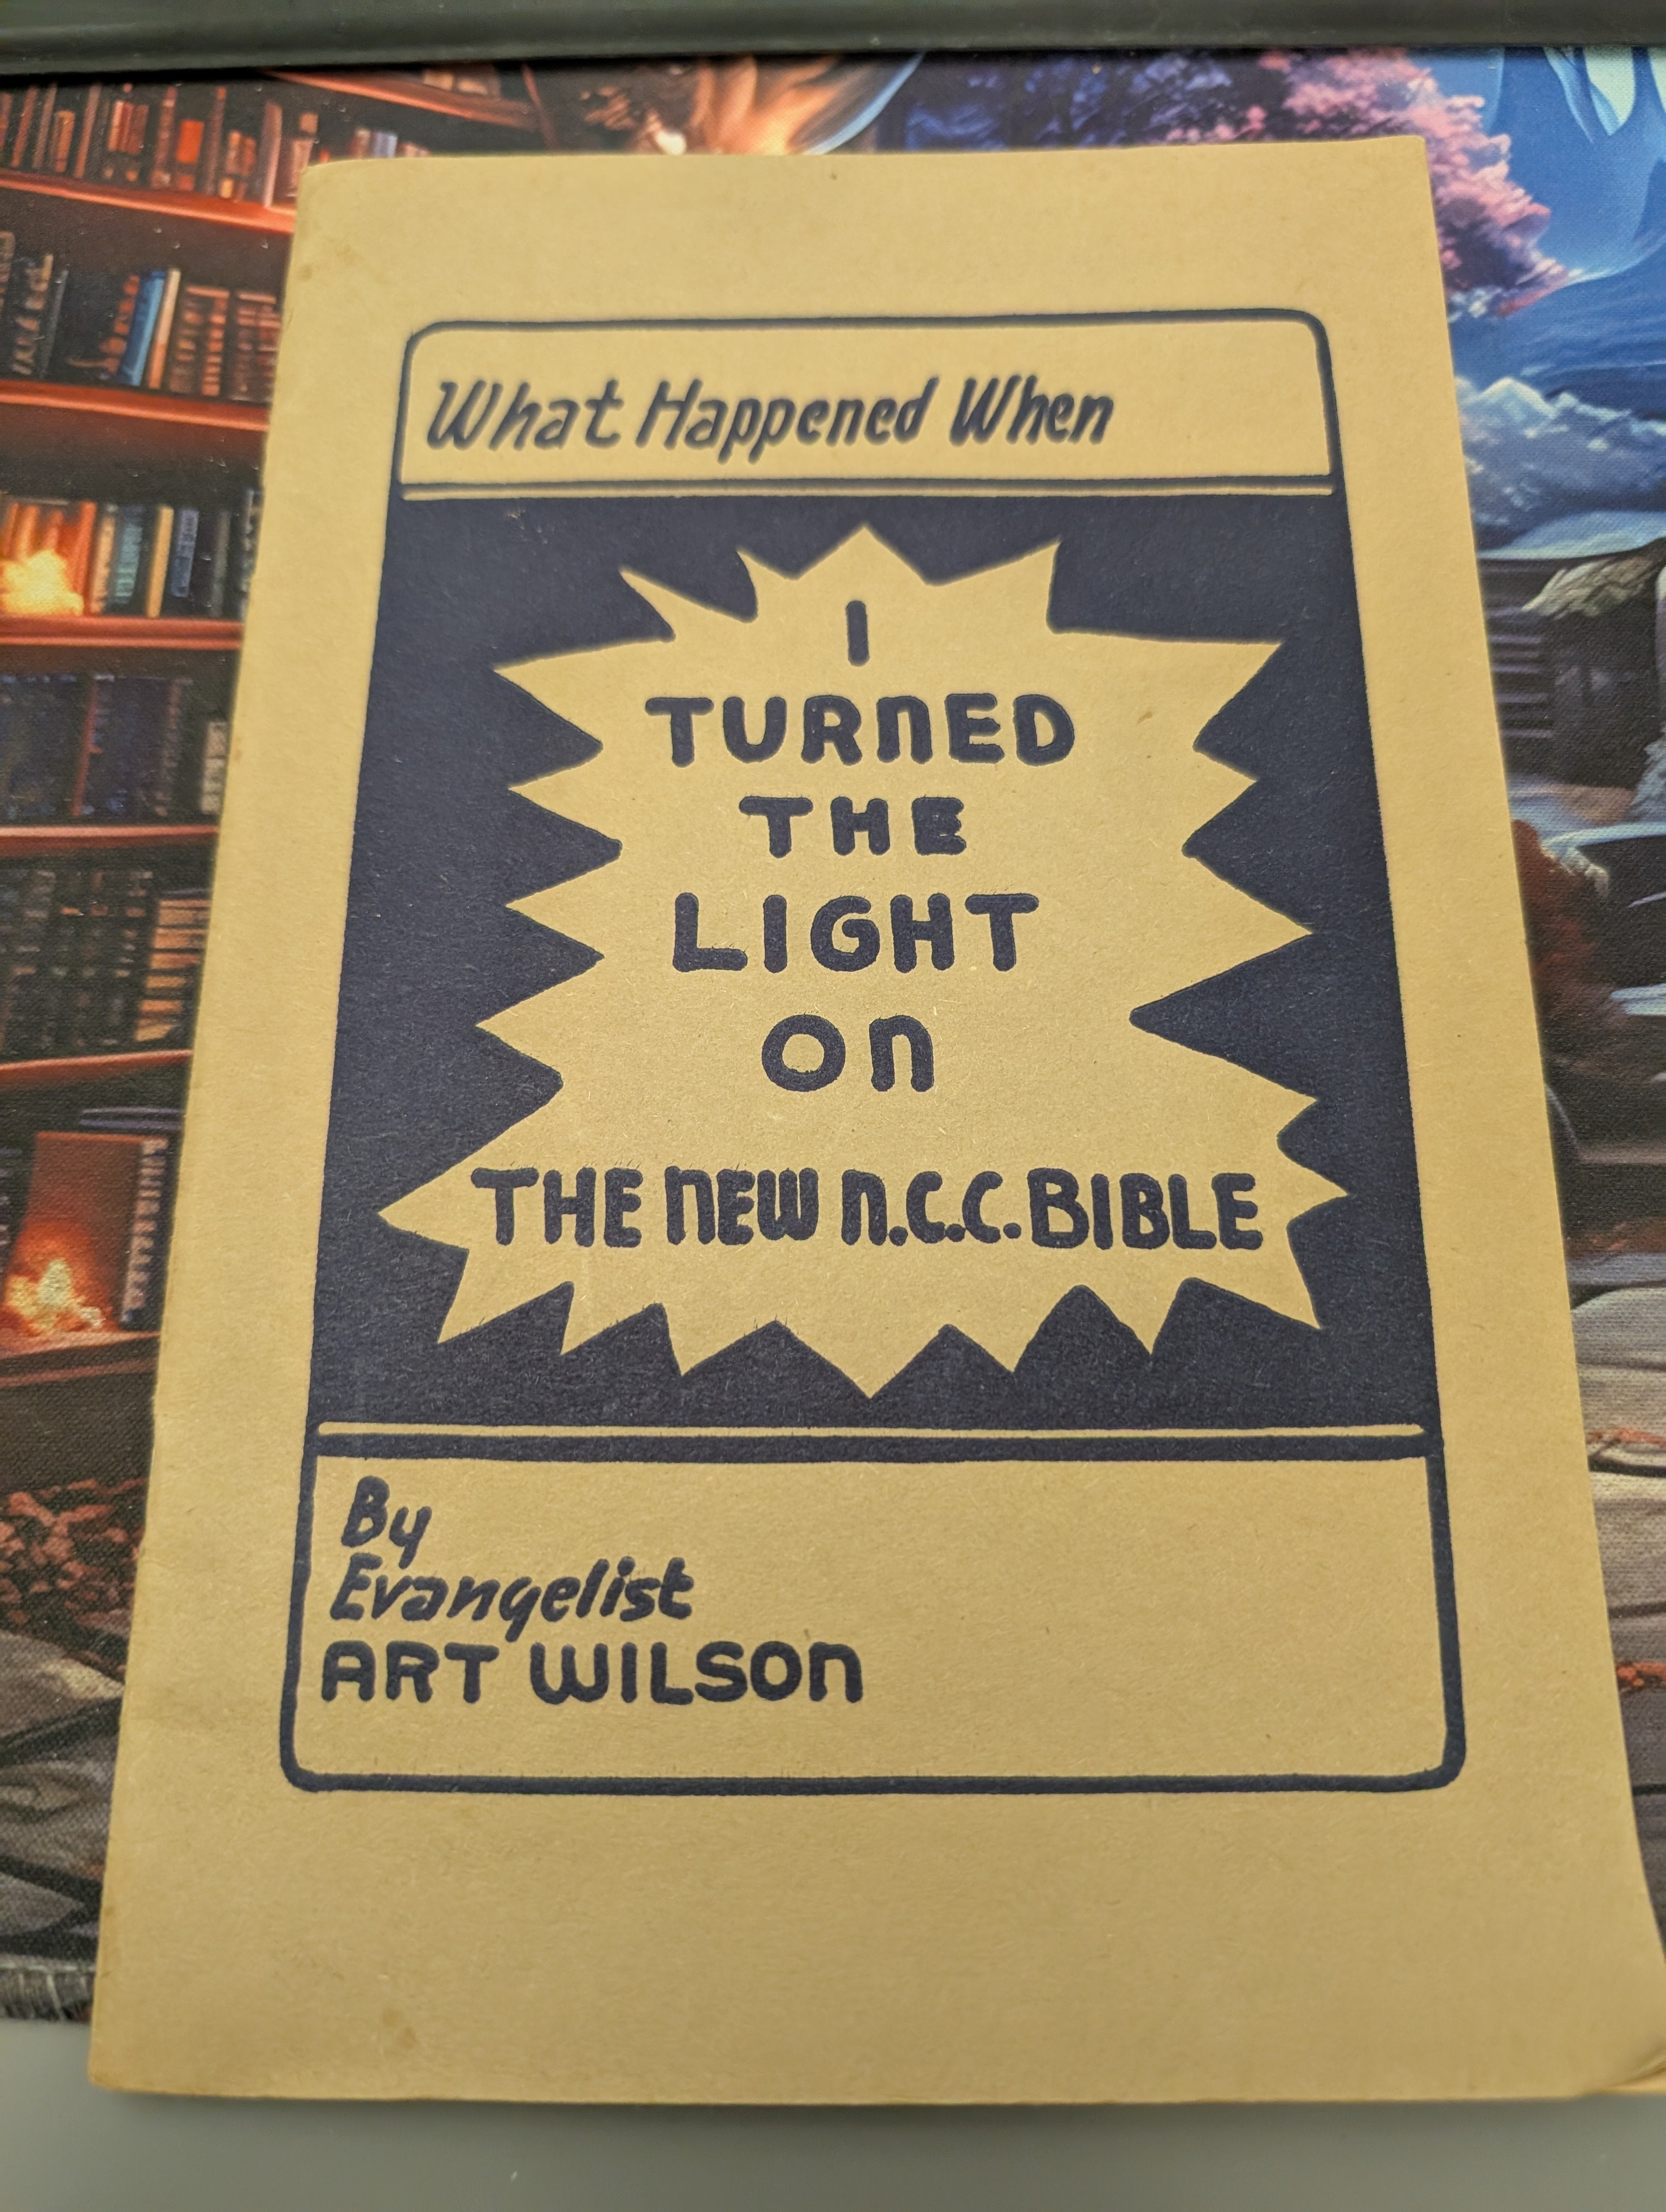 What Happened When
I
TURNED
THE
LIGHT
On
THE NEW N.C.C. BIBLE
By
Evangelist
ART WILSON